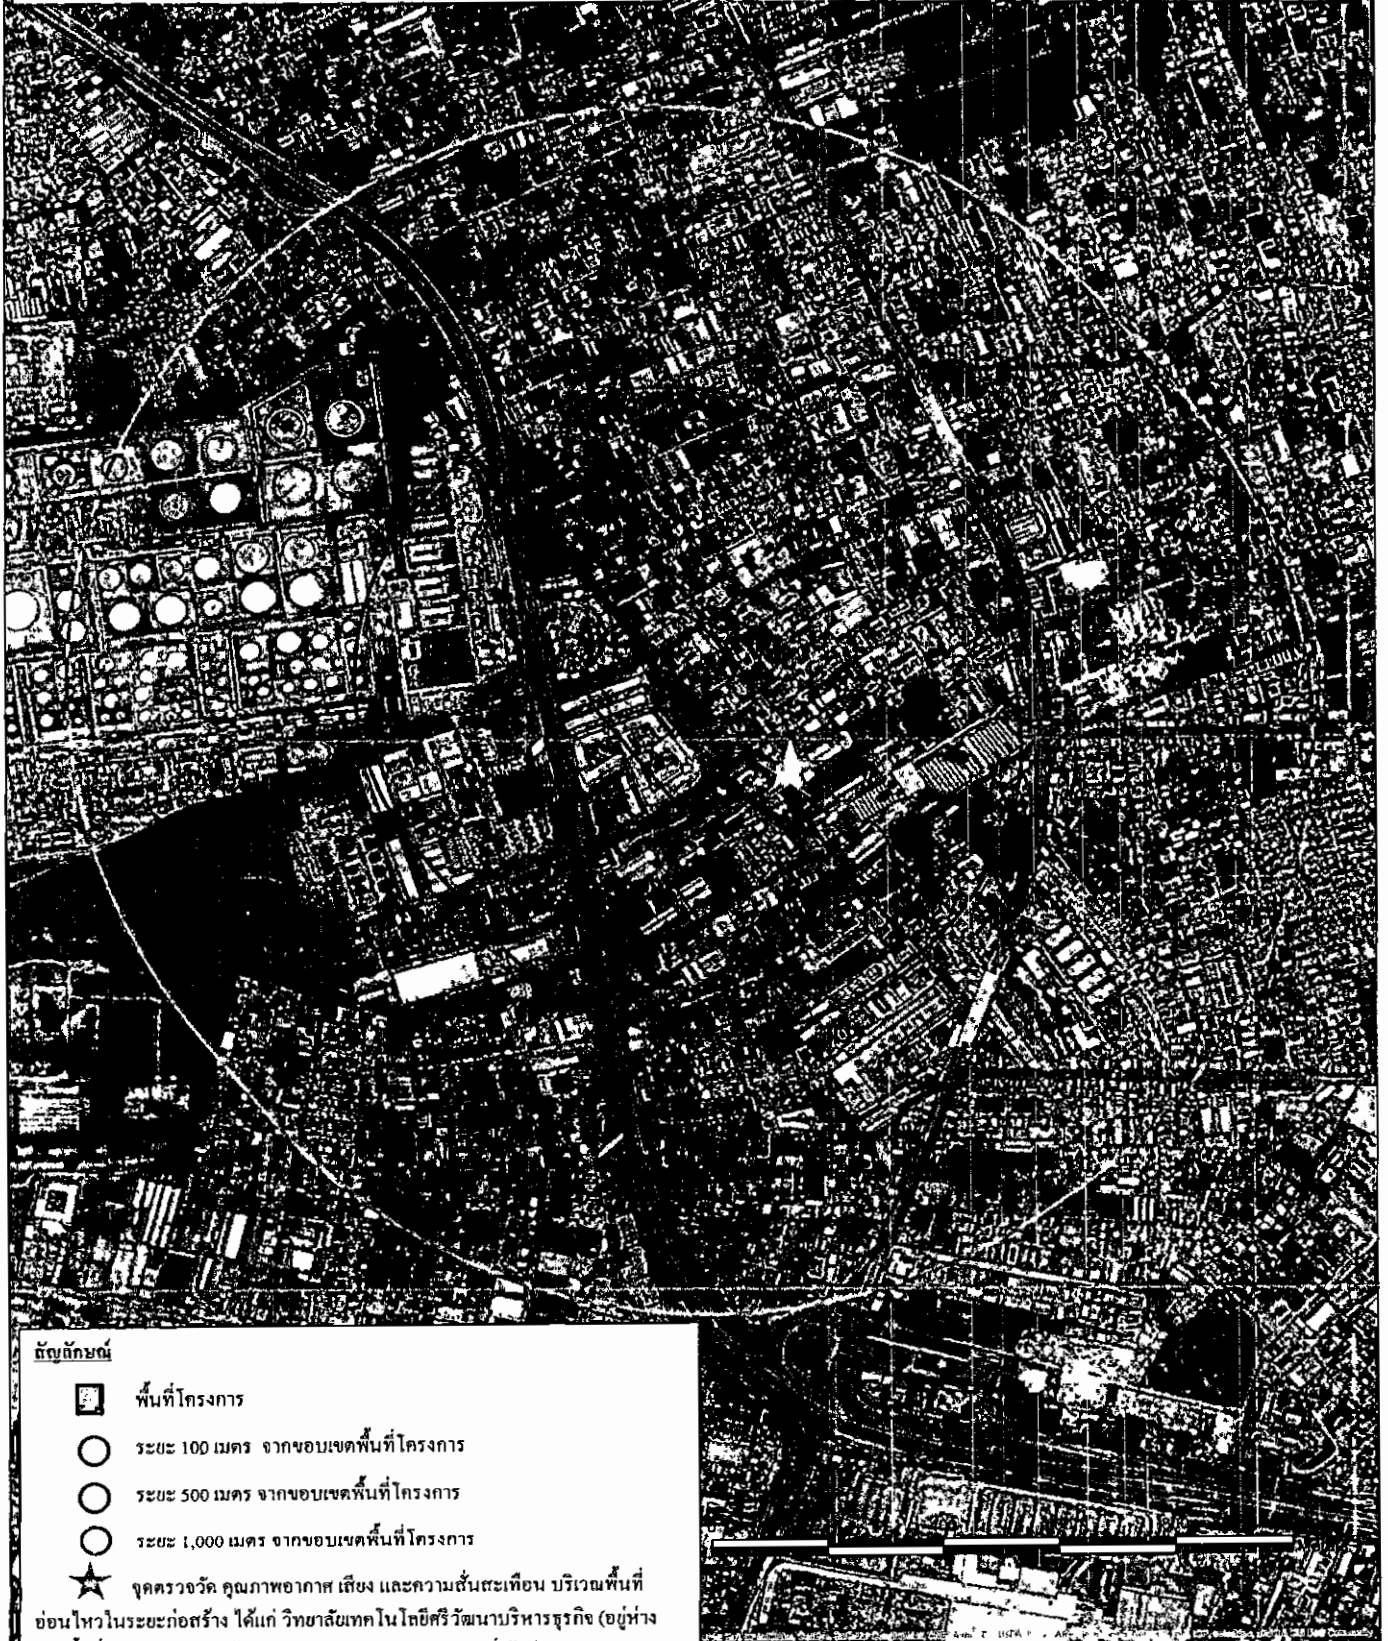 สัญลักษณ์
พื้นที่โครงการ
ระยะ 100 เมตร จากขอบเขตพื้นที่โครงการ
ระยะ 500 เมตร จากขอบเขตพื้นที่โครงการ
ระยะ 1,000 เมตร จากขอบเขตพื้นที่โครงการ
จุดตรวจวัด คุณภาพอากาศ เสียง และความสั่นสะเทือน บริเวณพื้นที่
อ่อนไหวในระยะก่อสร้าง ได้แก่ วิทยาลัยเทคโนโลยีศรีวัฒนาบริหารธุรกิจ (อยู่ห่าง